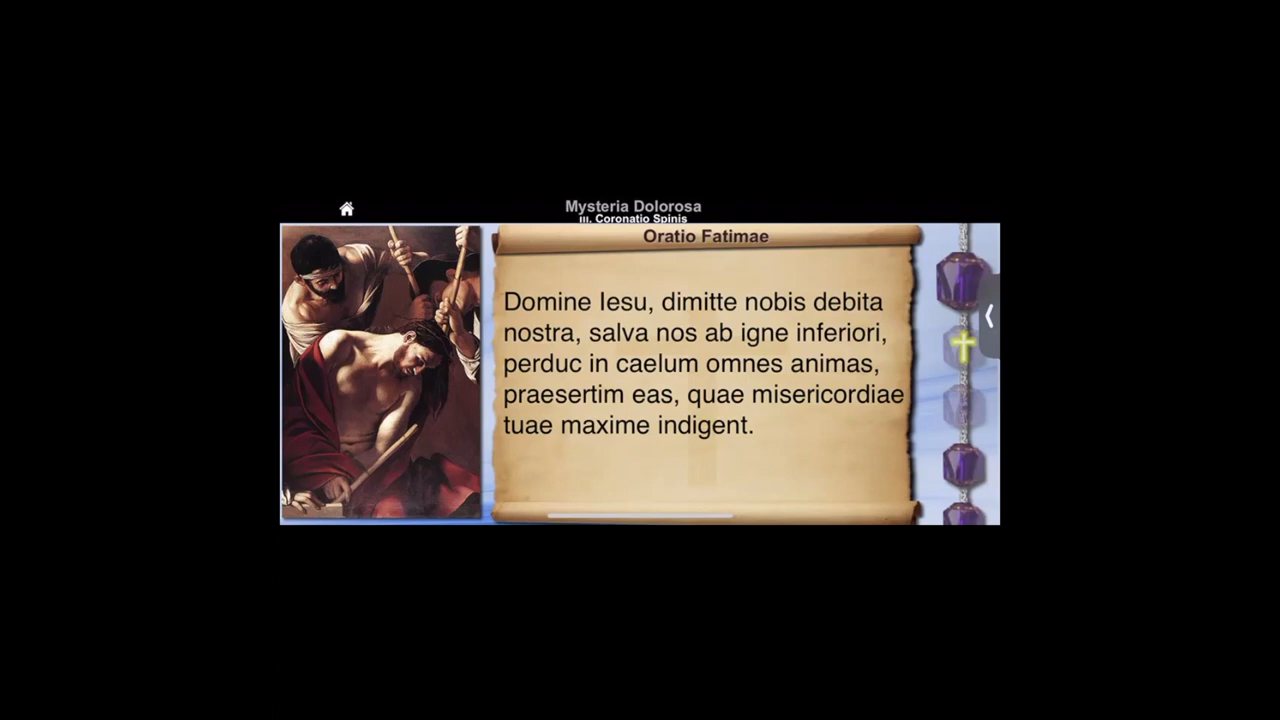 Mysteria Dolorosa
III. Coronatio Spinis
Oratio Fatimae
Domine Iesu, dimitte nobis debita
nostra, salva nos ab igne inferiori,
perduc in caelum omnes animas,
praesertim eas, quae misericordiae
tuae maxime indigent.